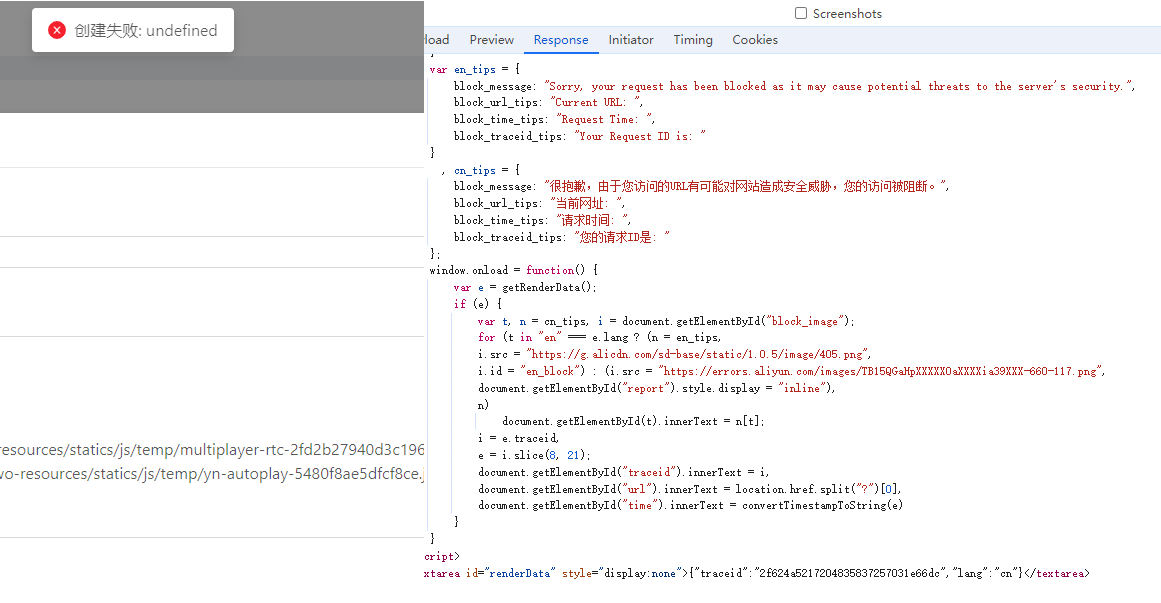 创建失败: undefined
Screenshots
load Preview Response Initiator Timing Cookies
}
var en_tips = {
block_message: "Sorry, your request has been blocked as it may cause potential threats to the server's security.",
block_url_tips: "Current URL: ",
block_time_tips: "Request Time: ",
block_traceid_tips: "Your Request ID is: "
}
, cn_tips = {
block_message: "很抱歉，由于您访问的URL有可能对网站造成安全威胁，您的访问被阻断。",
block_url_tips: "当前网址: ",
block_time_tips: "请求时间: ",
block_traceid_tips: "您的请求ID是: "
};
window.onload = function() {
var e = getRenderData();
if (e) {
var t, n = cn_tips, i = document.getElementById("block_image");
for (t in "en" === e.lang ? (n = en_tips,
i.src = "https://g.alicdn.com/sd-base/static/1.0.5/image/405.png",
i.id = "en_block") : (i.src = "https://errors.aliyun.com/images/TB15QGaHpXXXXXOaXXXXia39XXX-660-117.png",
document.getElementById("report").style.display = "inline"),
n)
document.getElementById(t).innerText = n[t];
i = e.traceid,
e = i.slice(8, 21);
document.getElementById("traceid").innerText = i,
document.getElementById("url").innerText = location.href.split("?")[0],
document.getElementById("time").innerText = convertTimestampToString(e)
}
}
cript>
xtarea id="renderData" style="display:none">{"traceid":"2f624a5217204835837257031e66dc","lang":"cn"}</textarea>
resources/statics/js/temp/multiplayer-rtc-2fd2b27940d3c196
vo-resources/statics/js/temp/yn-autoplay-5480f8ae5dfcf8ce.j